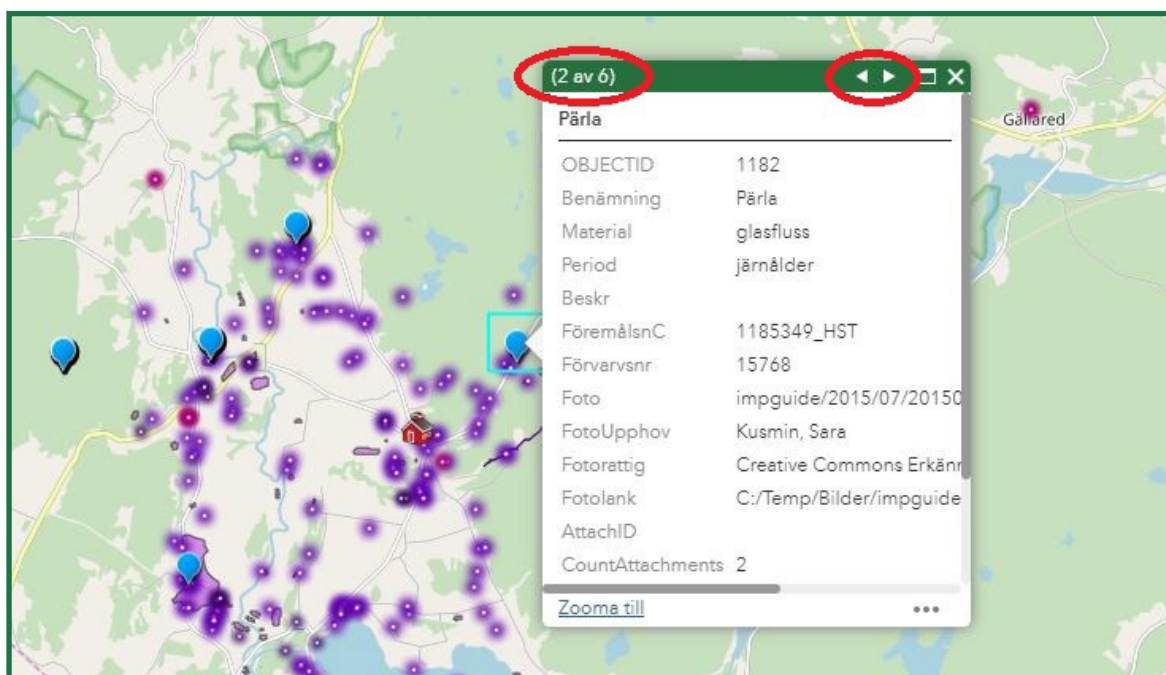 (2 av 6)
Pärla
OBJECTID 1182
Benämning Pärla
Material glasfluss
Period järnålder
Beskr
FöremålsnC 1185349_HST
Förvarvsnr 15768
Foto impguide/2015/07/20150
FotoUpphov Kusmin, Sara
Fotorattig Creative Commons Erkänr
Fotolank C:/Temp/Bilder/impguide
AttachID
CountAttachments 2
Zooma till
Gällared